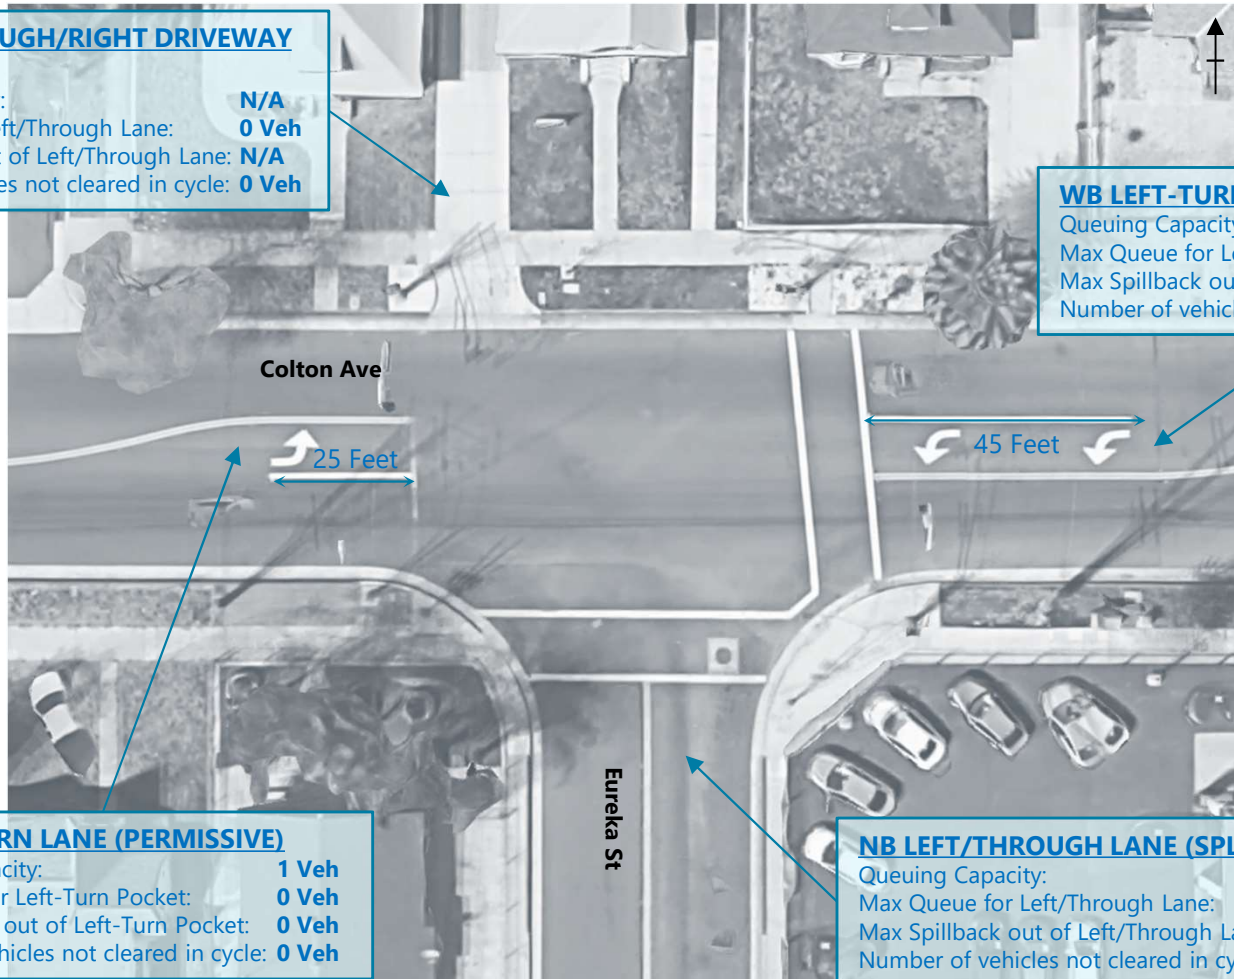 UGH/RIGHT DRIVEWAY
: N/A
eft/Through Lane: 0 Veh
t of Left/Through Lane: N/A
es not cleared in cycle: 0 Veh
WB LEFT-TUR
Queuing Capacity
Max Queue for Le
Max Spillback ou
Number of vehicl
Colton Ave
25 Feet
45 Feet
Eureka St
RN LANE (PERMISSIVE)
city: 1 Veh
r Left-Turn Pocket: 0 Veh
out of Left-Turn Pocket: 0 Veh
hicles not cleared in cycle: 0 Veh
NB LEFT/THROUGH LANE (SPL
Queuing Capacity:
Max Queue for Left/Through Lane:
Max Spillback out of Left/Through La
Number of vehicles not cleared in cy